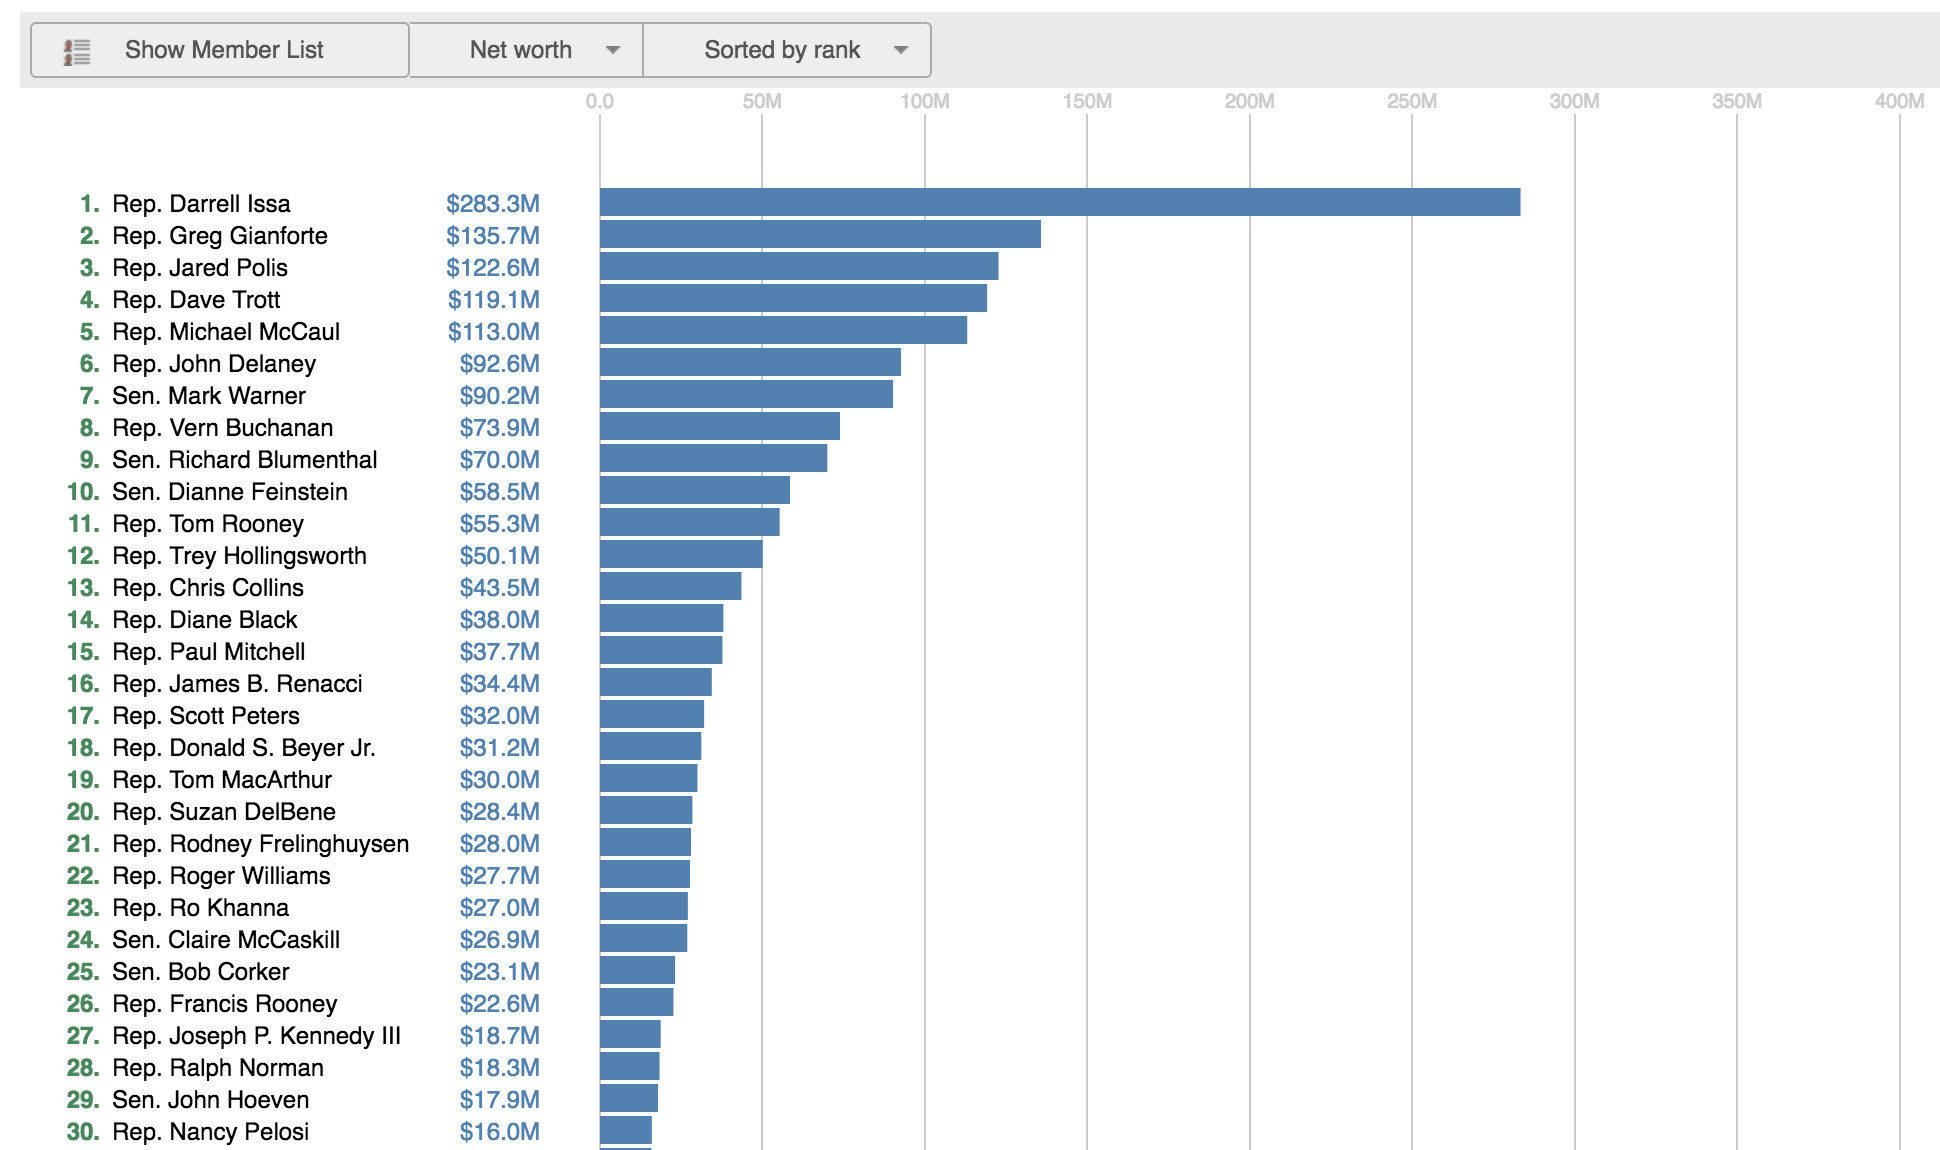 Show Member List Net worth Sorted by rank
0.0 50M 100M 150M 200M 250M 300M 350M 400M
1. Rep. Darrell Issa $283.3M
2. Rep. Greg Gianforte $135.7M
3. Rep. Jared Polis $122.6M
4. Rep. Dave Trott $119.1M
5. Rep. Michael McCaul $113.0M
6. Rep. John Delaney $92.6M
7. Sen. Mark Warner $90.2M
8. Rep. Vern Buchanan $73.9M
9. Sen. Richard Blumenthal $70.0M
10. Sen. Dianne Feinstein $58.5M
11. Rep. Tom Rooney $55.3M
12. Rep. Trey Hollingsworth $50.1M
13. Rep. Chris Collins $43.5M
14. Rep. Diane Black $38.0M
15. Rep. Paul Mitchell $37.7M
16. Rep. James B. Renacci $34.4M
17. Rep. Scott Peters $32.0M
18. Rep. Donald S. Beyer Jr. $31.2M
19. Rep. Tom MacArthur $30.0M
20. Rep. Suzan DelBene $28.4M
21. Rep. Rodney Frelinghuysen $28.0M
22. Rep. Roger Williams $27.7M
23. Rep. Ro Khanna $27.0M
24. Sen. Claire McCaskill $26.9M
25. Sen. Bob Corker $23.1M
26. Rep. Francis Rooney $22.6M
27. Rep. Joseph P. Kennedy III $18.7M
28. Rep. Ralph Norman $18.3M
29. Sen. John Hoeven $17.9M
30. Rep. Nancy Pelosi $16.0M